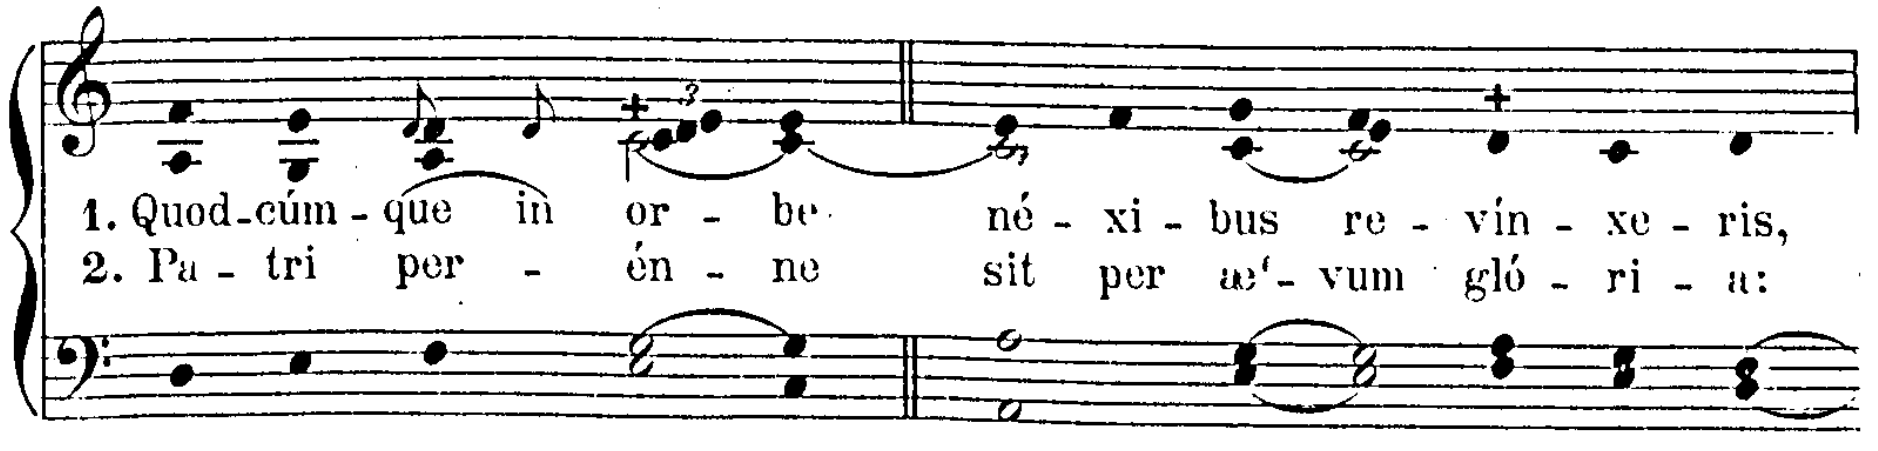 3
1. Quod-cúm-que in or - be né - xi - bus re - vín - xe - ris,
2. Pa - tri per - én - ne sit per æ´- vum gló - ri - a: